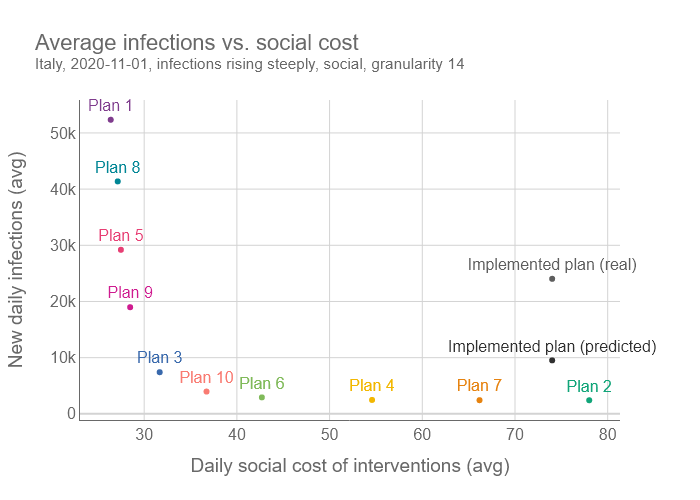 Average infections vs. social cost
Italy, 2020-11-01, infections rising steeply, social, granularity 14
Plan 1
50k
Plan 8
40k
Plan 5
30k
Implemented plan (real)
Plan 9
20k
Implemented plan (predicted)
Plan 3
10k
Plan 10
Plan 6
Plan 4
Plan 7
Plan 2
0
30
40
50
60
70
80
Daily social cost of interventions (avg)
New daily infections (avg)